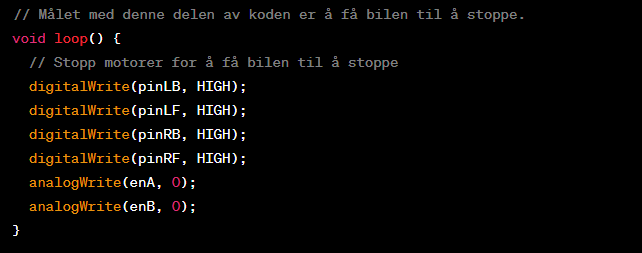 // Målet med denne delen av koden er å få bilen til å stoppe.
void loop() {
  // Stopp motorer for å få bilen til å stoppe
  digitalWrite(pinLB, HIGH);
  digitalWrite(pinLF, HIGH);
  digitalWrite(pinRB, HIGH);
  digitalWrite(pinRF, HIGH);
  analogWrite(enA, 0);
  analogWrite(enB, 0);
}